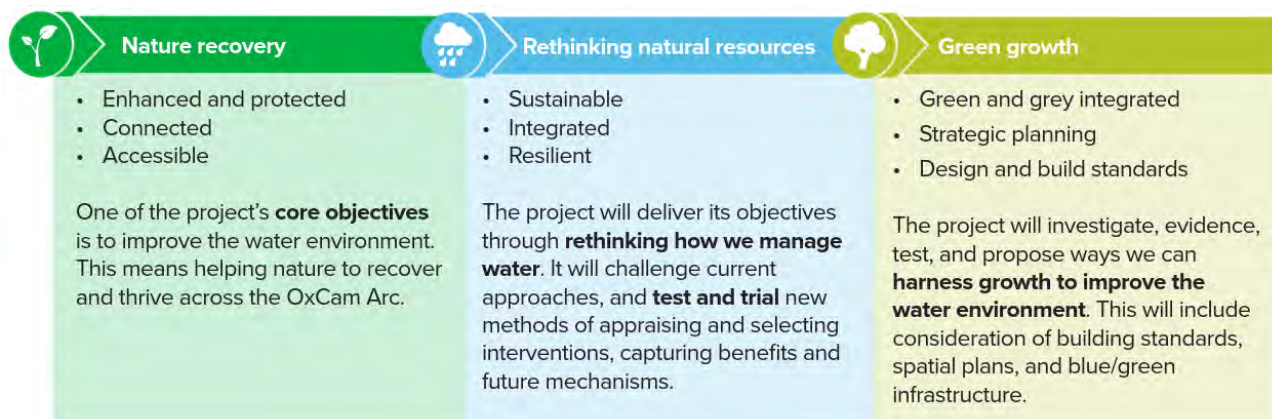 Nature recovery
• Enhanced and protected
• Connected
• Accessible
One of the project's core objectives
is to improve the water environment.
This means helping nature to recover
and thrive across the OxCam Arc.
Rethinking natural resources
• Sustainable
• Integrated
• Resilient
The project will deliver its objectives
through rethinking how we manage
water. It will challenge current
approaches, and test and trial new
methods of appraising and selecting
interventions, capturing benefits and
future mechanisms.
Green growth
• Green and grey integrated
• Strategic planning
• Design and build standards
The project will investigate, evidence,
test, and propose ways we can
harness growth to improve the
water environment. This will include
consideration of building standards,
spatial plans, and blue/green
infrastructure.